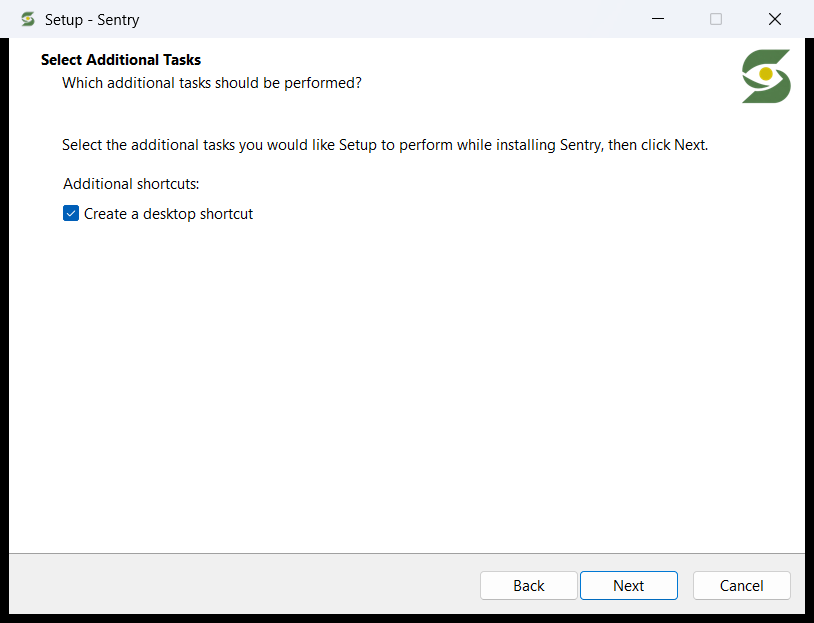 Setup - Sentry
Select Additional Tasks
Which additional tasks should be performed?
Select the additional tasks you would like Setup to perform while installing Sentry, then click Next.
Additional shortcuts:
Create a desktop shortcut
Back
Next
Cancel